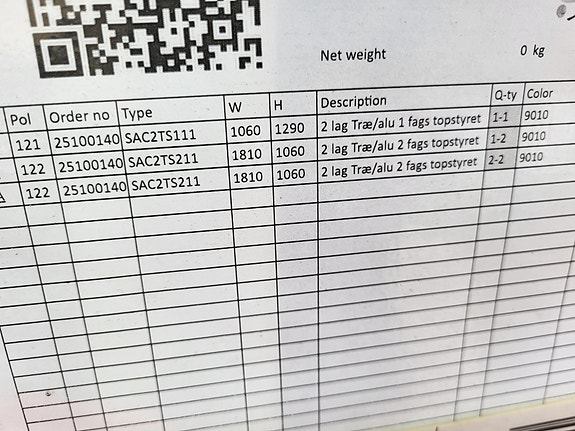 Net weight 0 kg
Pol Order no Type W H Description Q-ty Color
121 25100140 SAC2TS111 1060 1290 2 lag Træ/alu 1 fags topstyret 1-1 9010
122 25100140 SAC2TS211 1810 1060 2 lag Træ/alu 2 fags topstyret 1-2 9010
122 25100140 SAC2TS211 1810 1060 2 lag Træ/alu 2 fags topstyret 2-2 9010